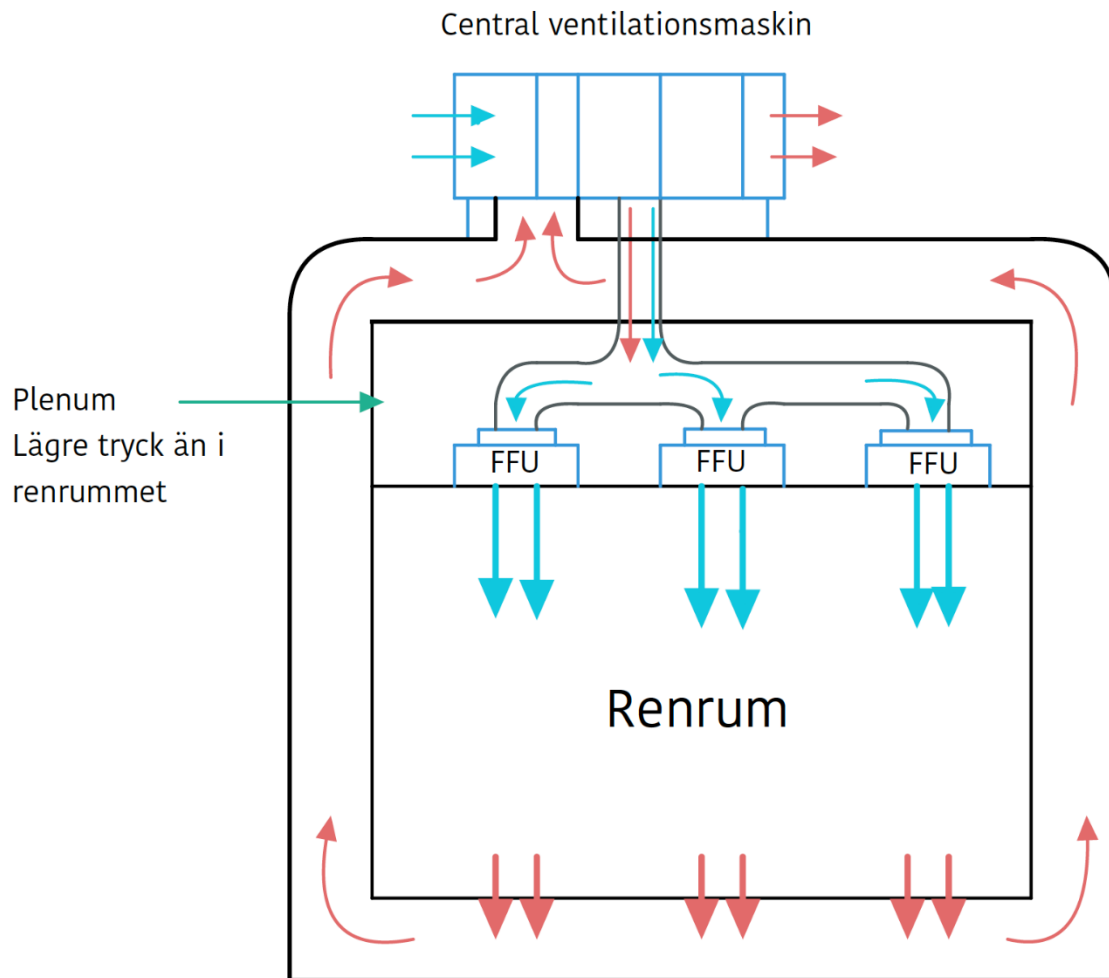 Central ventilationsmaskin
Plenum
Lägre tryck än i
renrummet
FFU
FFU
FFU
Renrum